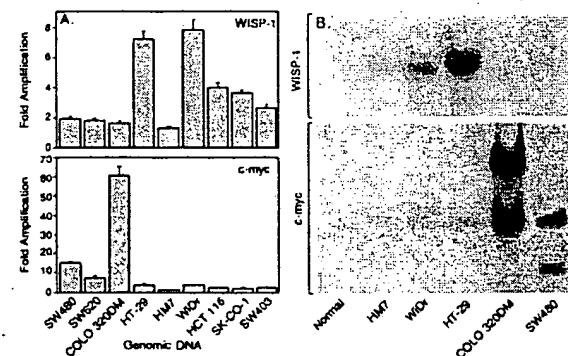 A.
WISP-1
Fold Amplification
8
6
4
2
0
c-myc
Fold Amplification
70
60
50
40
30
20
10
0
SW480
SW620
COLO 320DM
HT-29
HM7
WiDr
HCT 116
SK-CO-1
SW403
Genomic DNA
B.
WISP-1
c-myc
Normal
HM7
WiDr
HT-29
COLO 320DM
SW480